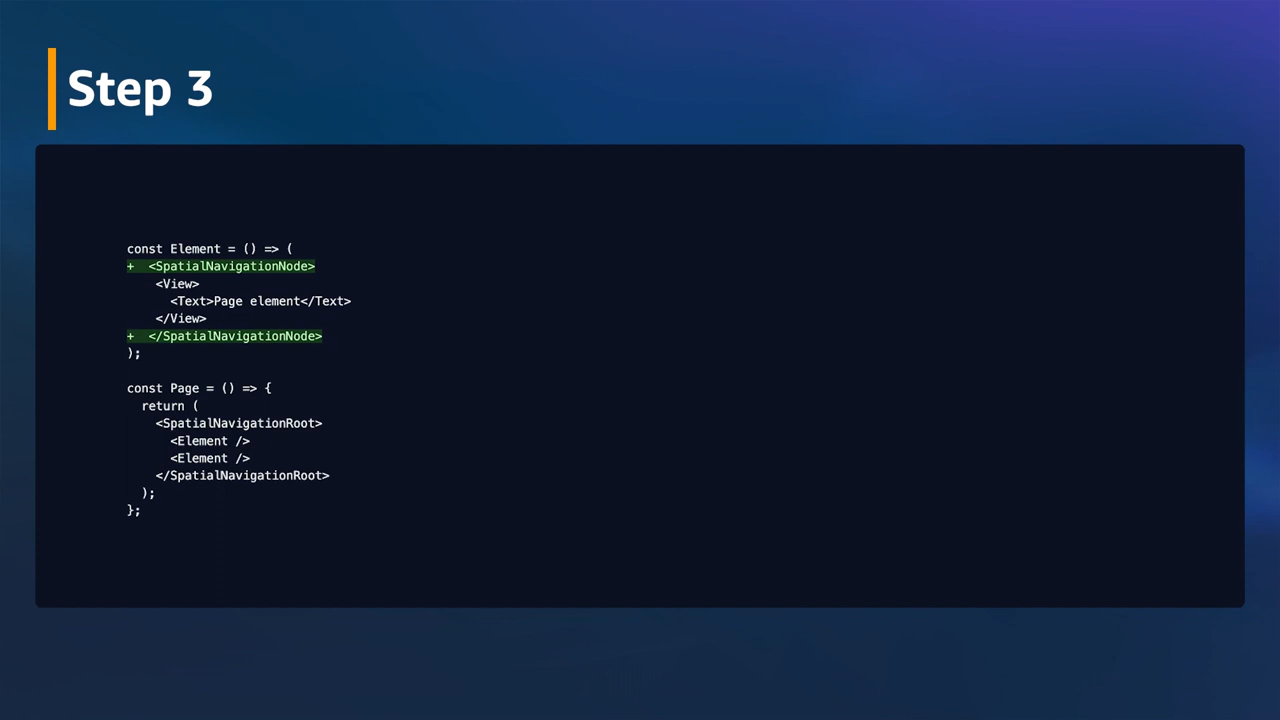 Step 3
const Element = () => (
+  <SpatialNavigationNode>
    <View>
      <Text>Page element</Text>
    </View>
+  </SpatialNavigationNode>
);
const Page = () => {
  return (
    <SpatialNavigationRoot>
      <Element />
      <Element />
    </SpatialNavigationRoot>
  );
};